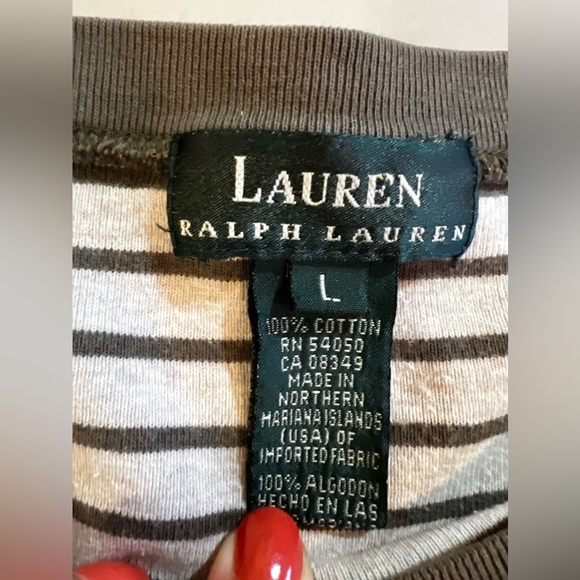 LAUREN
RALPH LAUREN
L
100% COTTON
RN 54050
CA 08349
MADE IN
NORTHERN
MARIANA ISLANDS
(USA) OF
IMPORTED FABRIC
100% ALGODON
HECHO EN LAS